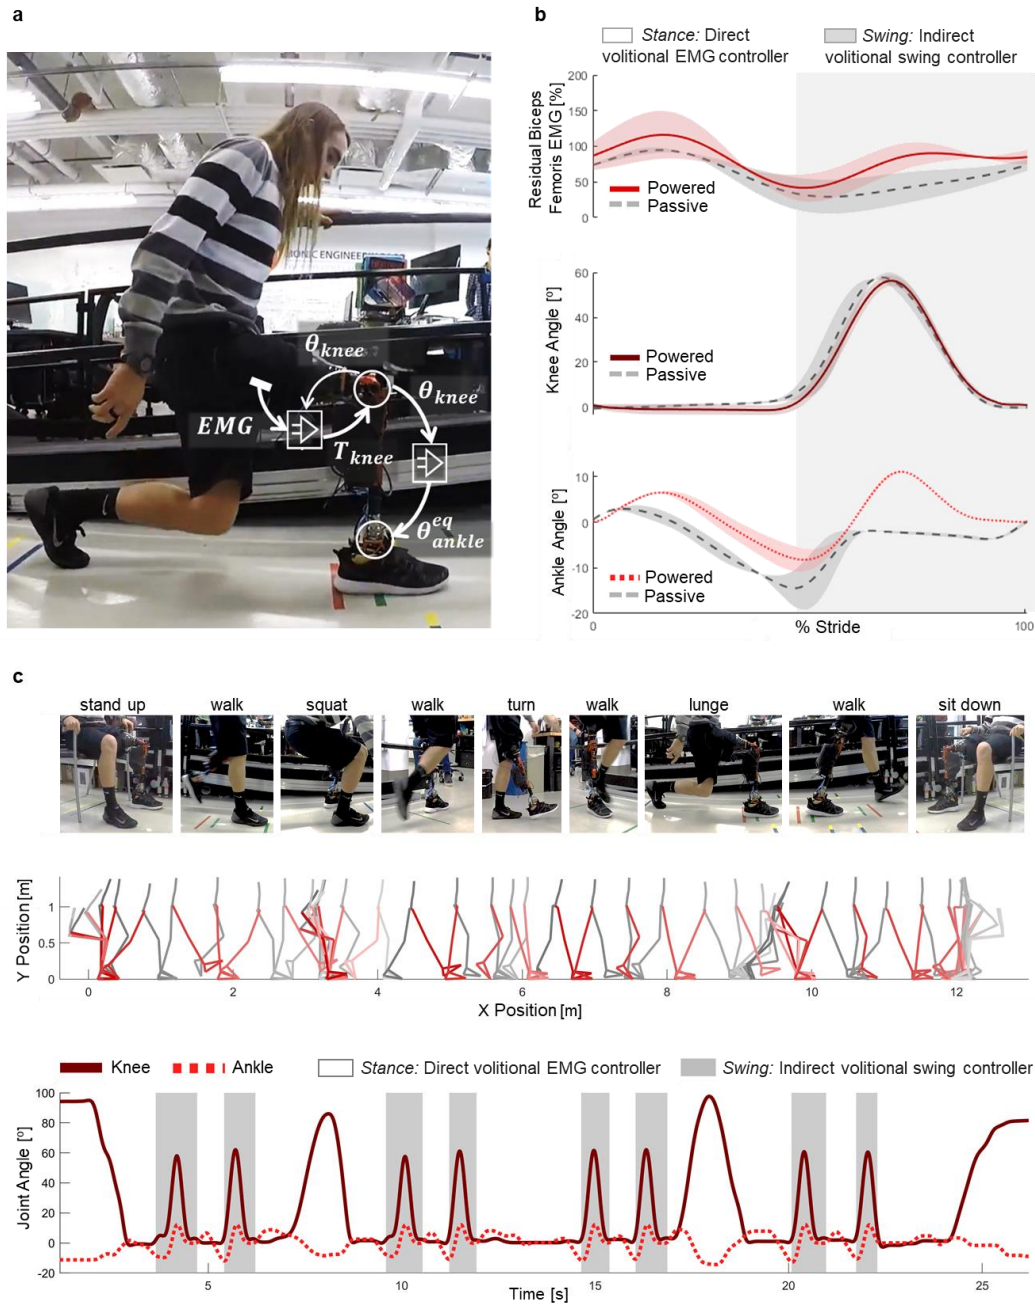 a
MONIC ENGINEER
θknee
θknee
EMG
Tknee
θ^eq_ankle
b
Stance: Direct
volitional EMG controller
Swing: Indirect
volitional swing controller
Residual Biceps
Femoris EMG [%]
200
150
100
50
0
Powered
Passive
Knee Angle [º]
60
40
20
0
Powered
Passive
Ankle Angle [º]
10
0
-10
-20
Powered
Passive
0
% Stride
100
c
stand up
walk
squat
walk
turn
walk
lunge
walk
sit down
Y Position [m]
1
0.5
0
0
2
4
6
8
10
12
X Position [m]
Knee
Ankle
Stance: Direct volitional EMG controller
Swing: Indirect volitional swing controller
Joint Angle [º]
100
80
60
40
20
0
-20
5
10
15
20
25
Time [s]